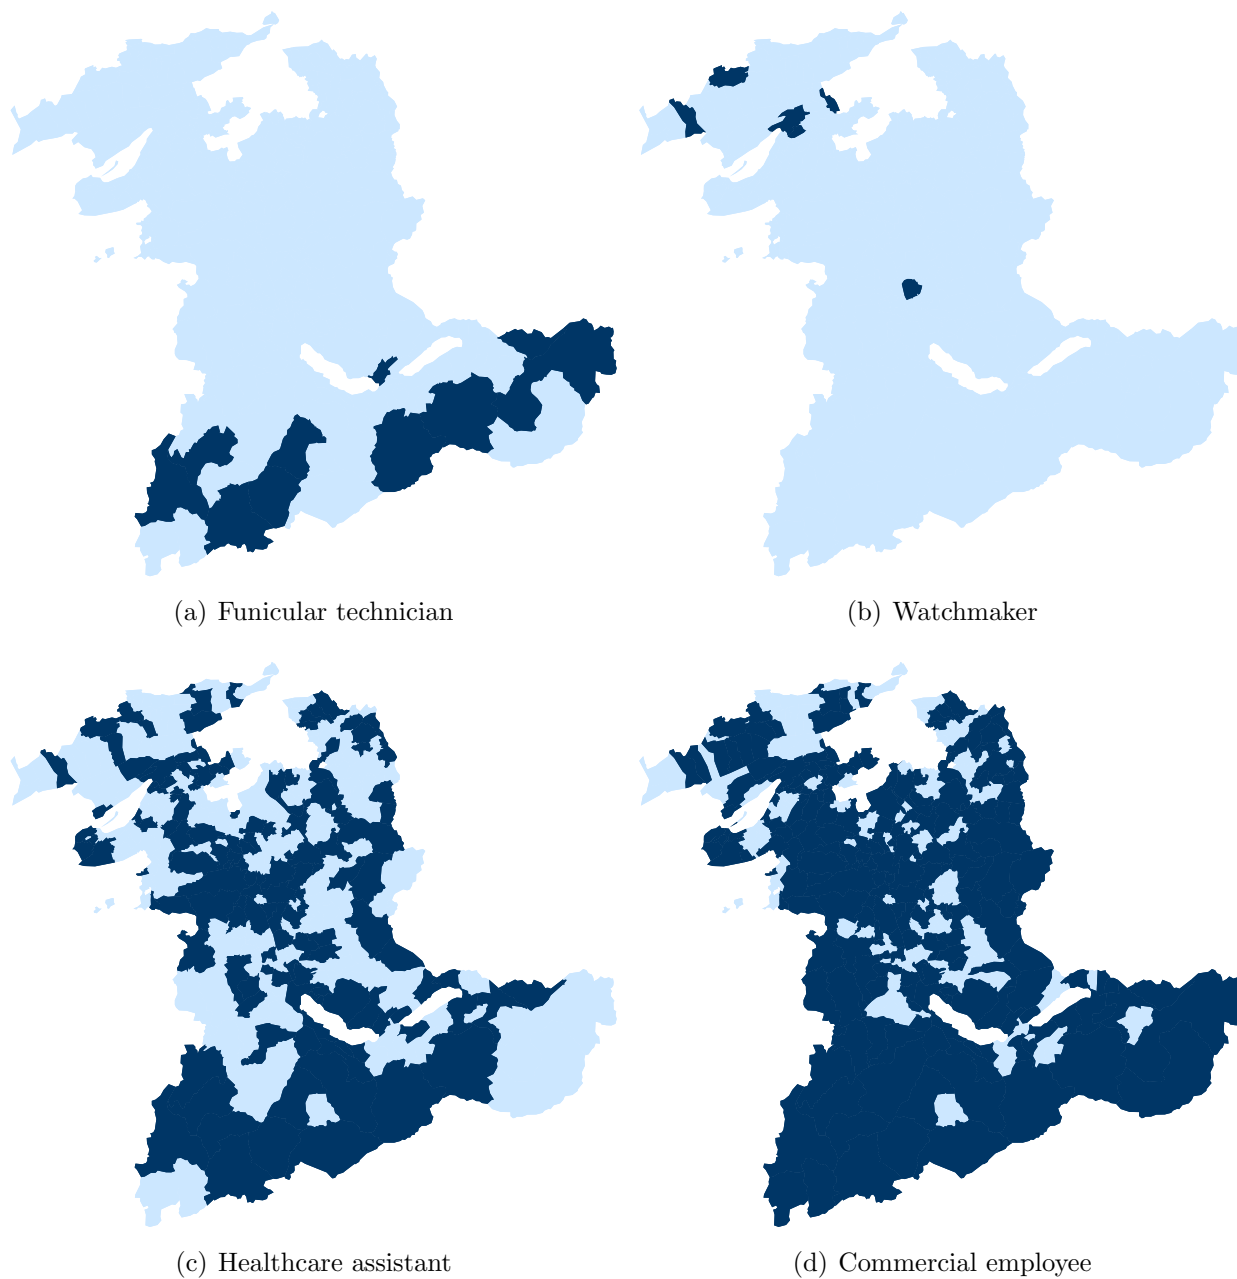 (a) Funicular technician
(b) Watchmaker
(c) Healthcare assistant
(d) Commercial employee